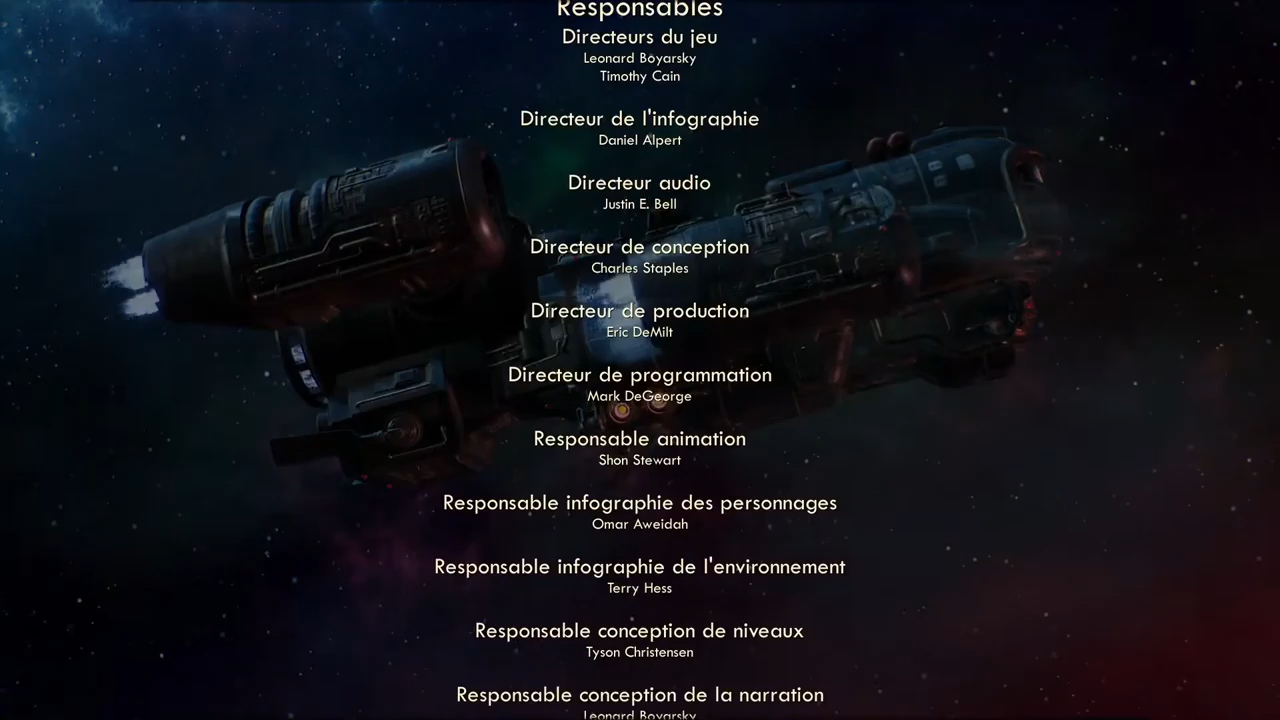 Responsables
Directeurs du jeu
Leonard Boyarsky
Timothy Cain
Directeur de l'infographie
Daniel Alpert
Directeur audio
Justin E. Bell
Directeur de conception
Charles Staples
Directeur de production
Eric DeMilt
Directeur de programmation
Mark DeGeorge
Responsable animation
Shon Stewart
Responsable infographie des personnages
Omar Aweidah
Responsable infographie de l'environnement
Terry Hess
Responsable conception de niveaux
Tyson Christensen
Responsable conception de la narration
Leonard Boyarsky